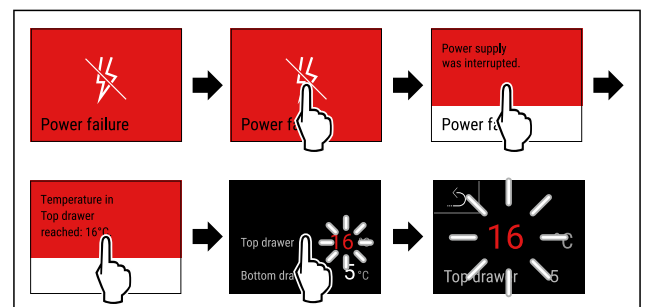 Power failure
Power fa
Power supply
was interrupted.
Power fa
Temperature in
Top drawer
reached: 16°C
Top drawer 16
Bottom dra 5°C
16 °C
Top drawer 5